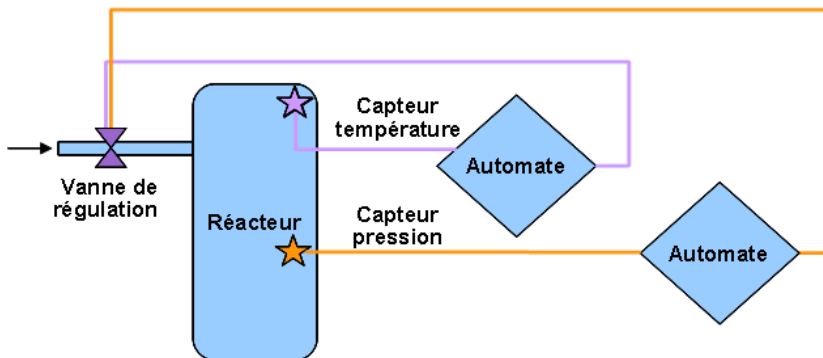 Capteur
température
Automate
Vanne de
régulation
Réacteur
Capteur
pression
Automate